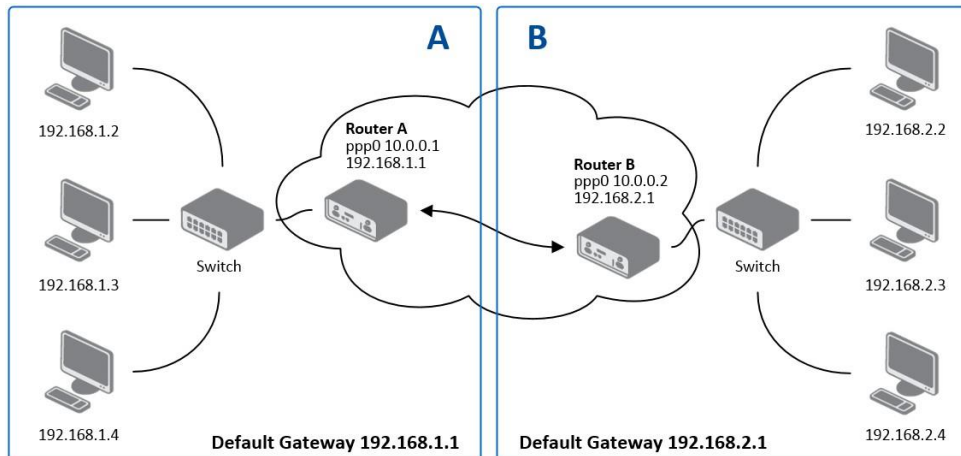 A
192.168.1.2
192.168.1.3
192.168.1.4
Switch
Router A
ppp0 10.0.0.1
192.168.1.1
Default Gateway 192.168.1.1
B
Router B
ppp0 10.0.0.2
192.168.2.1
Switch
192.168.2.2
192.168.2.3
192.168.2.4
Default Gateway 192.168.2.1